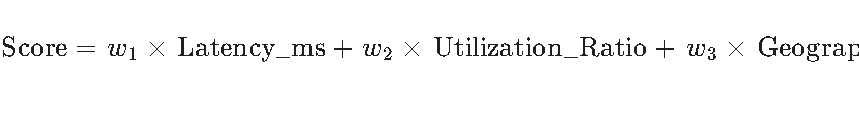 Score = w₁ × Latency_ms + w₂ × Utilization_Ratio + w₃ × Geograp